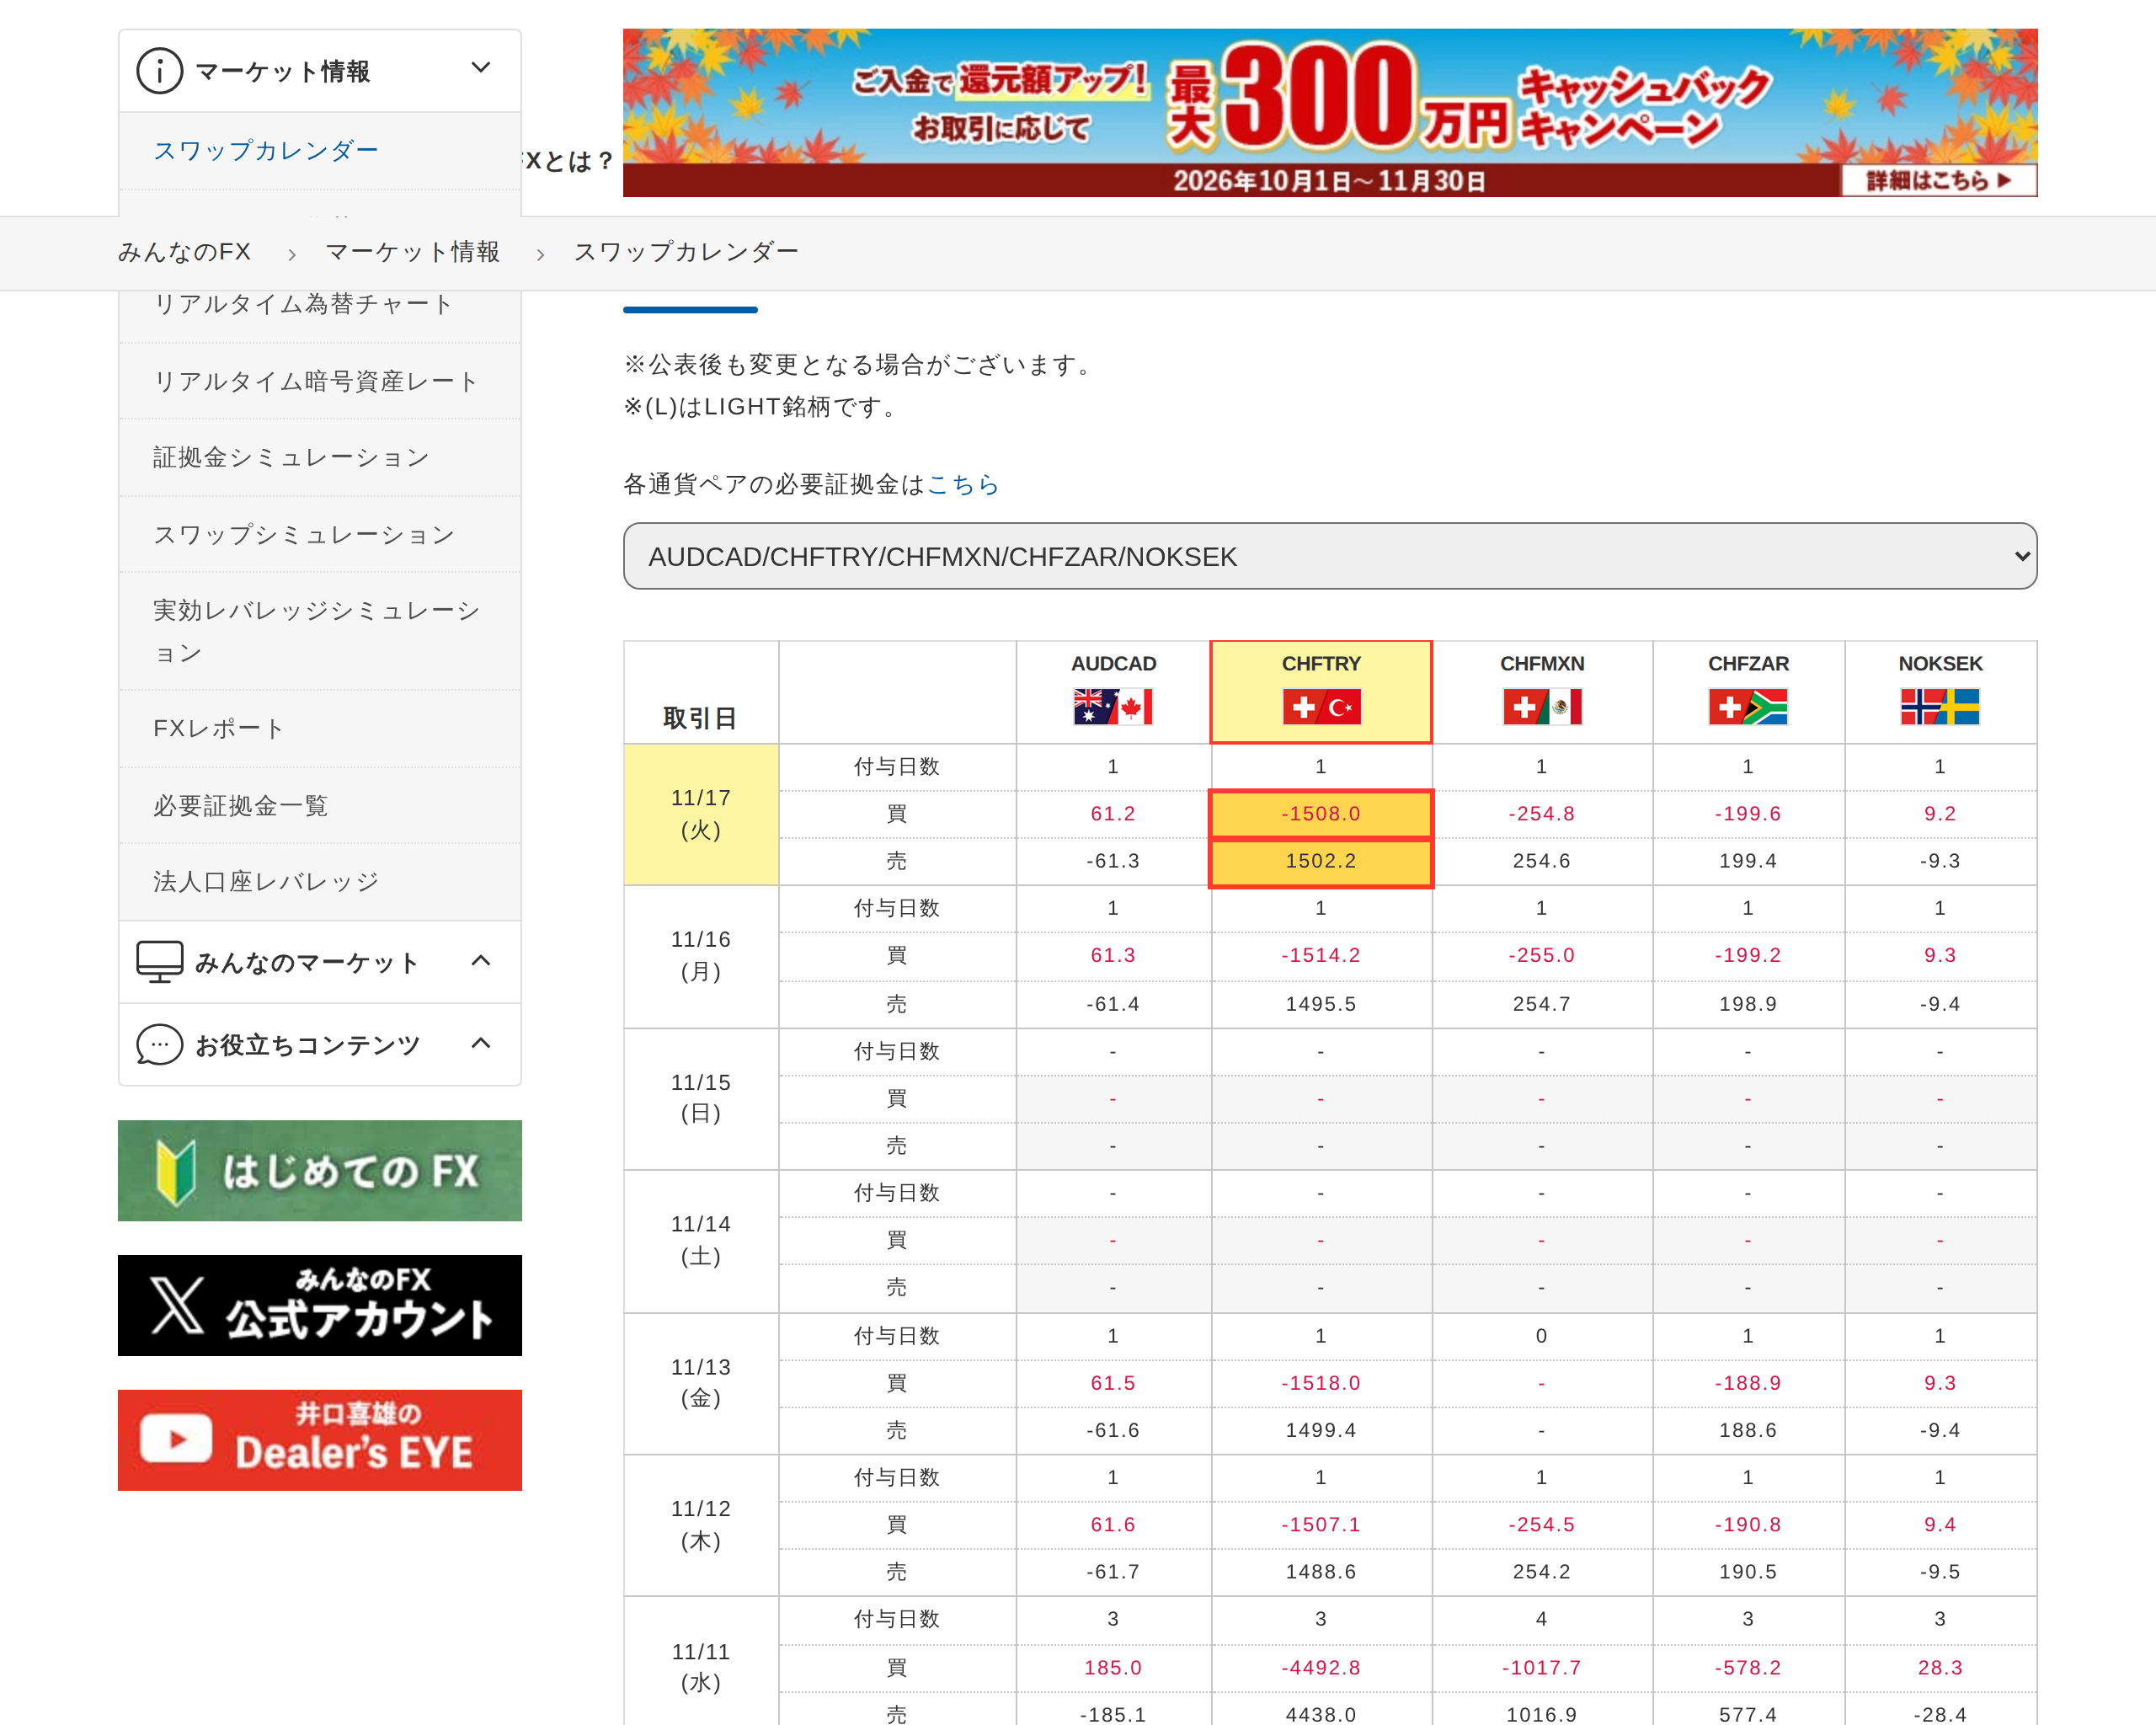 マーケット情報
スワップカレンダー
FXとは？
ご入金で還元額アップ!
お取引に応じて
最大300万円
キャッシュバック
キャンペーン
2026年10月1日～11月30日
詳細はこちら ▶
みんなのFX
マーケット情報
スワップカレンダー
リアルタイム為替チャート
リアルタイム暗号資産レート
証拠金シミュレーション
スワップシミュレーション
実効レバレッジシミュレーシ
ョン
FXレポート
必要証拠金一覧
法人口座レバレッジ
みんなのマーケット
お役立ちコンテンツ
はじめての FX
みんなのFX
公式アカウント
井口喜雄の
Dealer's EYE
※公表後も変更となる場合がございます。
※(L)はLIGHT銘柄です。
各通貨ペアの必要証拠金はこちら
AUDCAD/CHFTRY/CHFMXN/CHFZAR/NOKSEK
取引日 AUDCAD CHFTRY CHFMXN CHFZAR NOKSEK
11/17
(火)
付与日数 1 1 1 1 1
買 61.2 -1508.0 -254.8 -199.6 9.2
売 -61.3 1502.2 254.6 199.4 -9.3
11/16
(月)
付与日数 1 1 1 1 1
買 61.3 -1514.2 -255.0 -199.2 9.3
売 -61.4 1495.5 254.7 198.9 -9.4
11/15
(日)
付与日数 - - - - -
買 - - - - -
売 - - - - -
11/14
(土)
付与日数 - - - - -
買 - - - - -
売 - - - - -
11/13
(金)
付与日数 1 1 0 1 1
買 61.5 -1518.0 - -188.9 9.3
売 -61.6 1499.4 - 188.6 -9.4
11/12
(木)
付与日数 1 1 1 1 1
買 61.6 -1507.1 -254.5 -190.8 9.4
売 -61.7 1488.6 254.2 190.5 -9.5
11/11
(水)
付与日数 3 3 4 3 3
買 185.0 -4492.8 -1017.7 -578.2 28.3
売 -185.1 4438.0 1016.9 577.4 -28.4